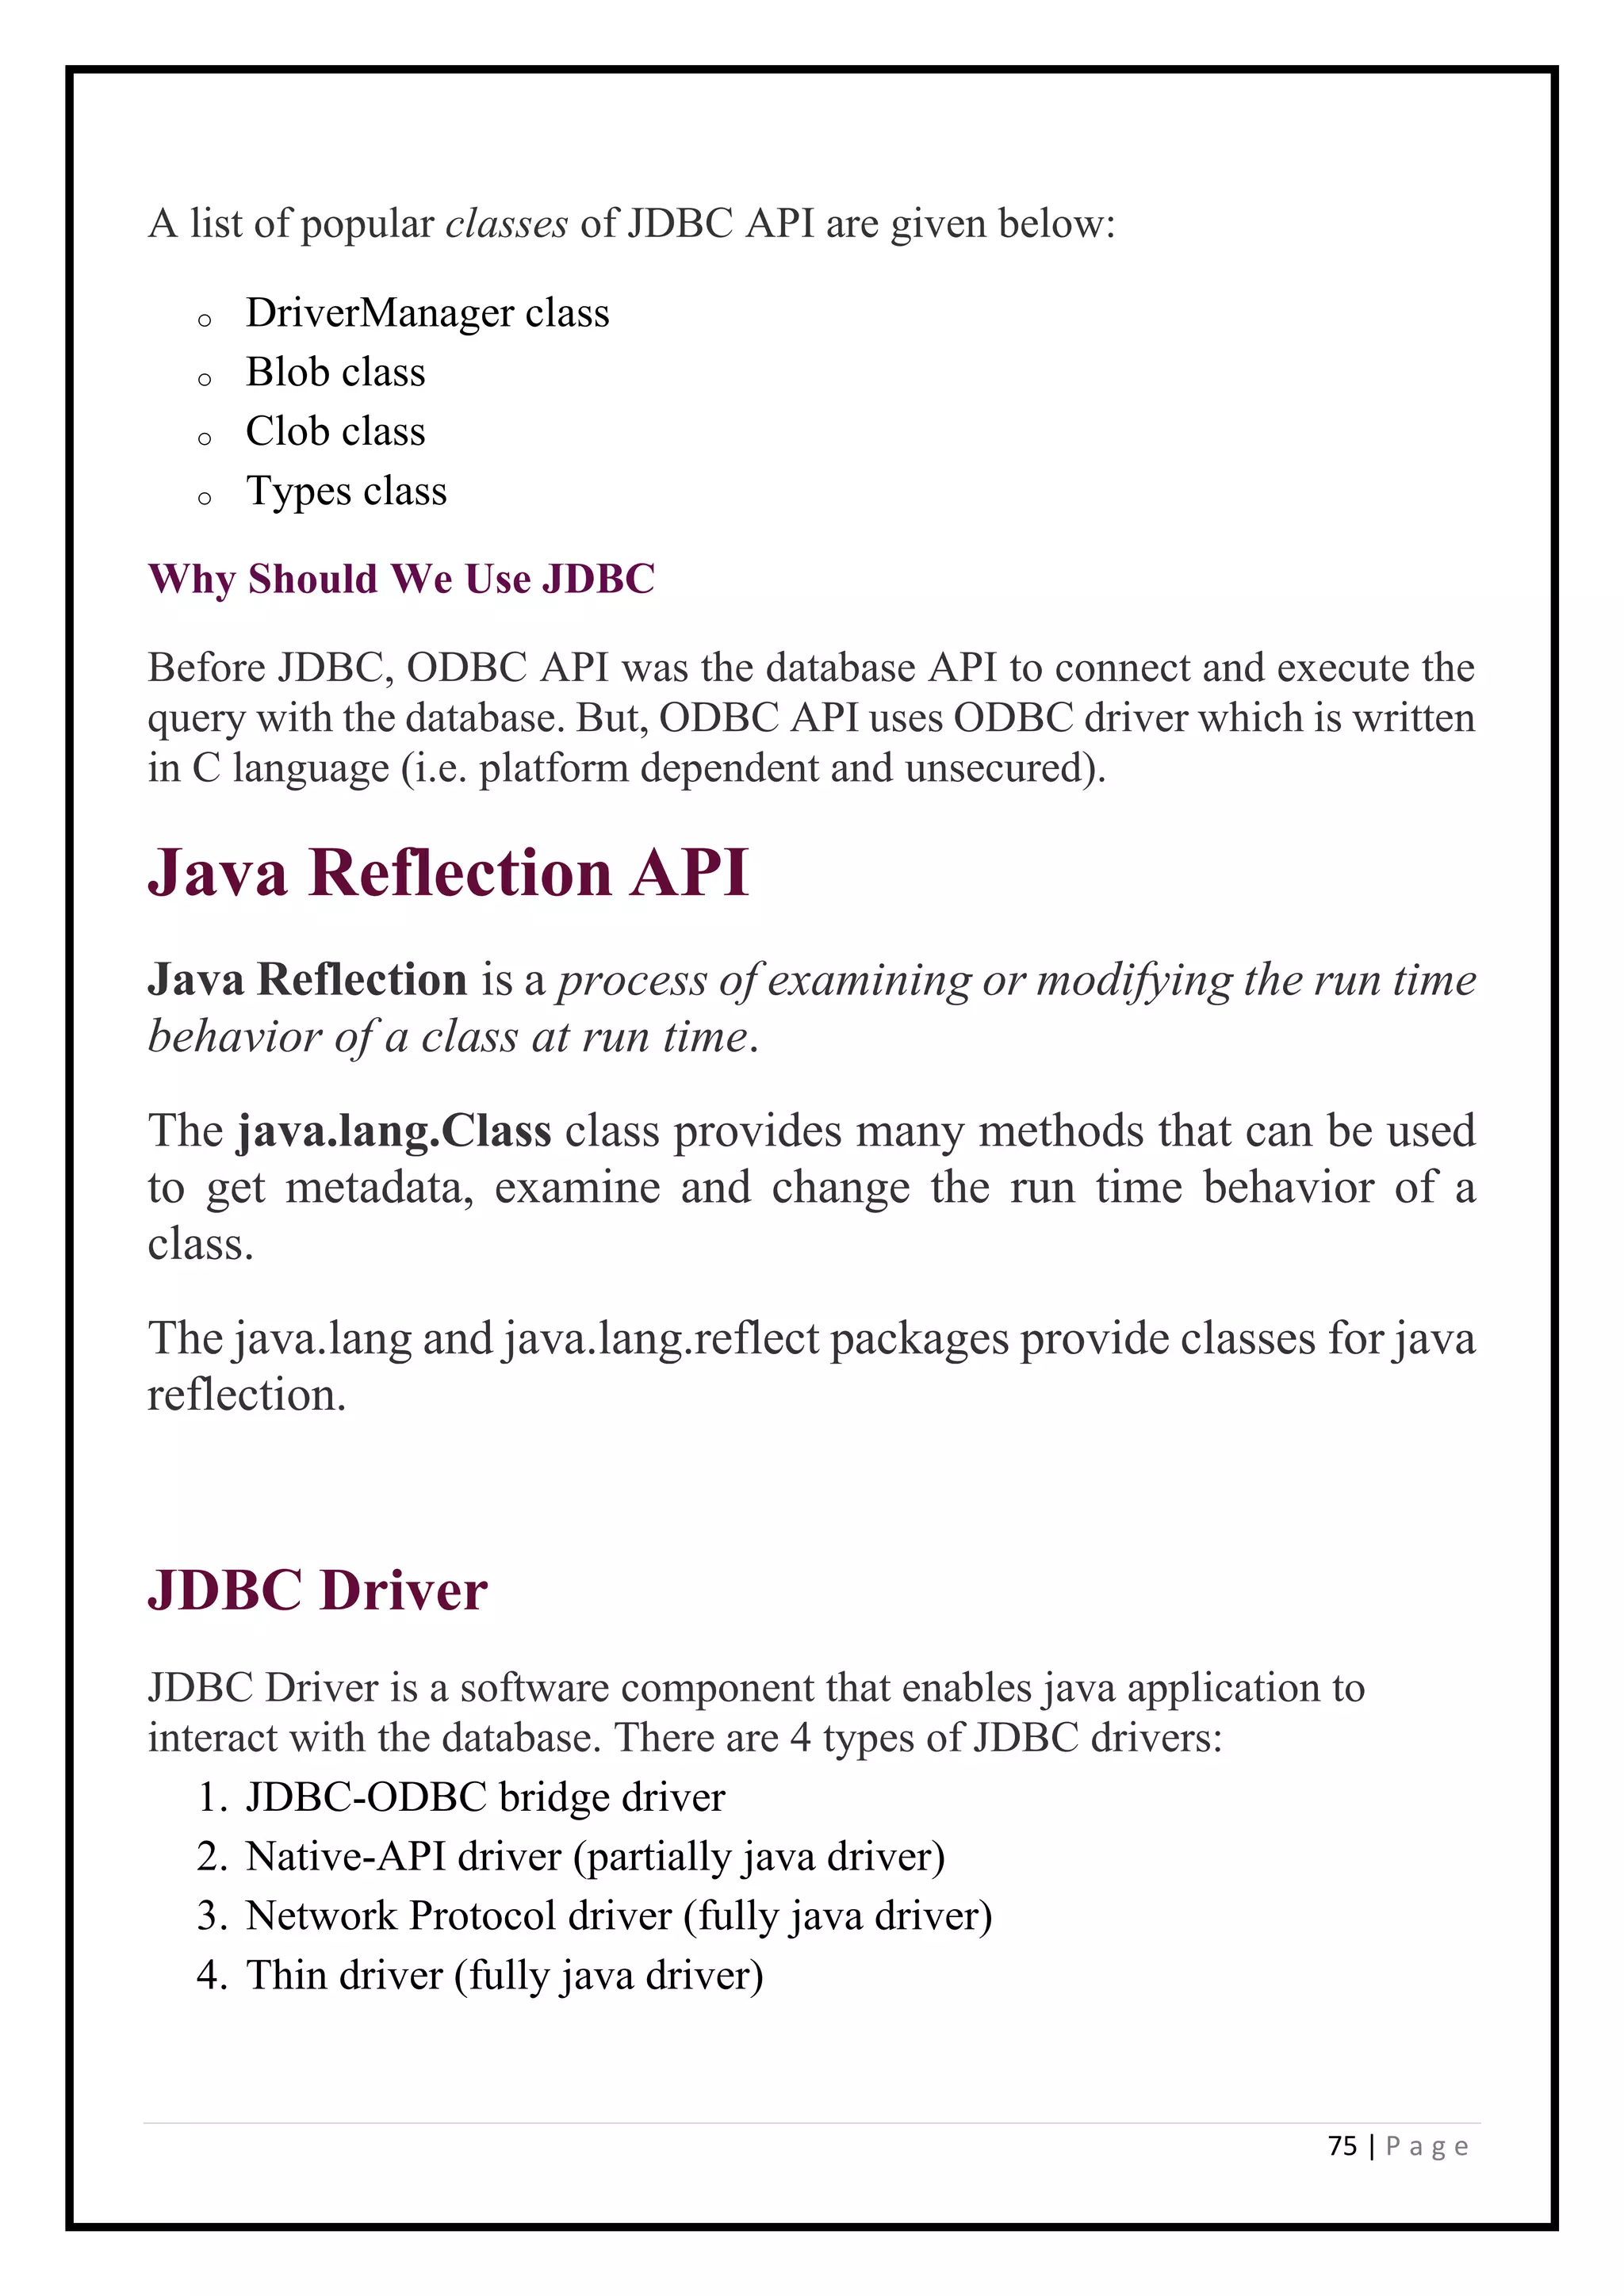 A list of popular classes of JDBC API are given below:
o DriverManager class
o Blob class
o Clob class
o Types class
Why Should We Use JDBC
Before JDBC, ODBC API was the database API to connect and execute the
query with the database. But, ODBC API uses ODBC driver which is written
in C language (i.e. platform dependent and unsecured).
Java Reflection API
Java Reflection is a process of examining or modifying the run time
behavior of a class at run time.
The java.lang.Class class provides many methods that can be used
to get metadata, examine and change the run time behavior of a
class.
The java.lang and java.lang.reflect packages provide classes for java
reflection.
JDBC Driver
JDBC Driver is a software component that enables java application to
interact with the database. There are 4 types of JDBC drivers:
1. JDBC-ODBC bridge driver
2. Native-API driver (partially java driver)
3. Network Protocol driver (fully java driver)
4. Thin driver (fully java driver)
75 | P a g e